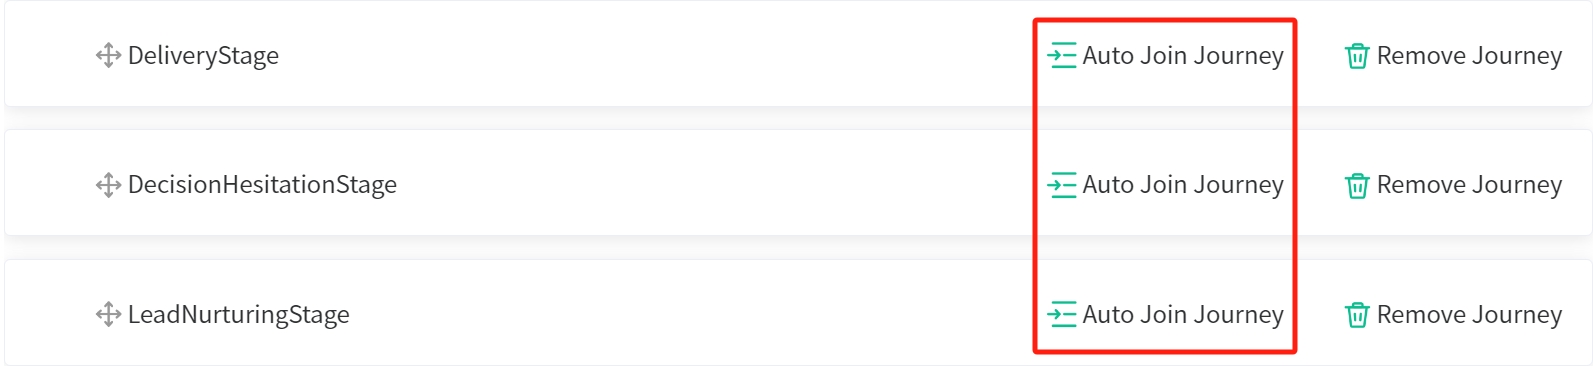 DeliveryStage Auto Join Journey Remove Journey
DecisionHesitationStage Auto Join Journey Remove Journey
LeadNurturingStage Auto Join Journey Remove Journey